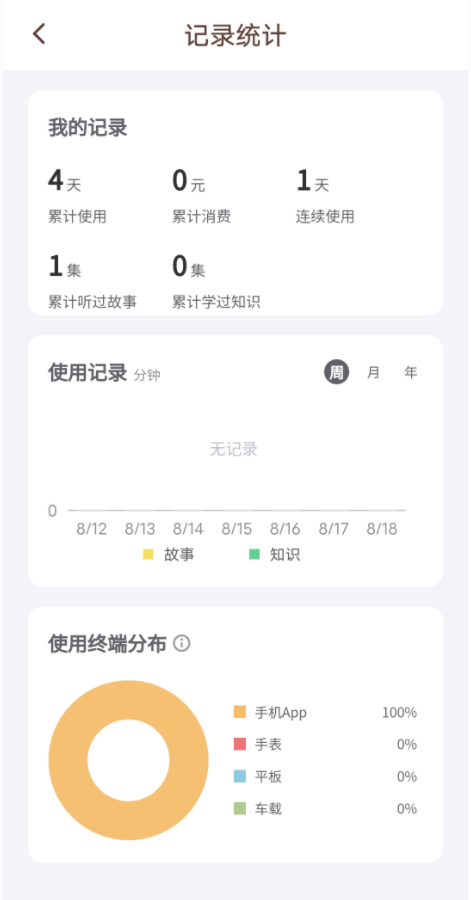 记录统计
我的记录
4天 0元 1天
累计使用 累计消费 连续使用
1集 0集
累计听过故事 累计学过知识
使用记录 分钟 周 月 年
无记录
0
8/12 8/13 8/14 8/15 8/16 8/17 8/18
故事 知识
使用终端分布
手机App 100%
手表 0%
平板 0%
车载 0%